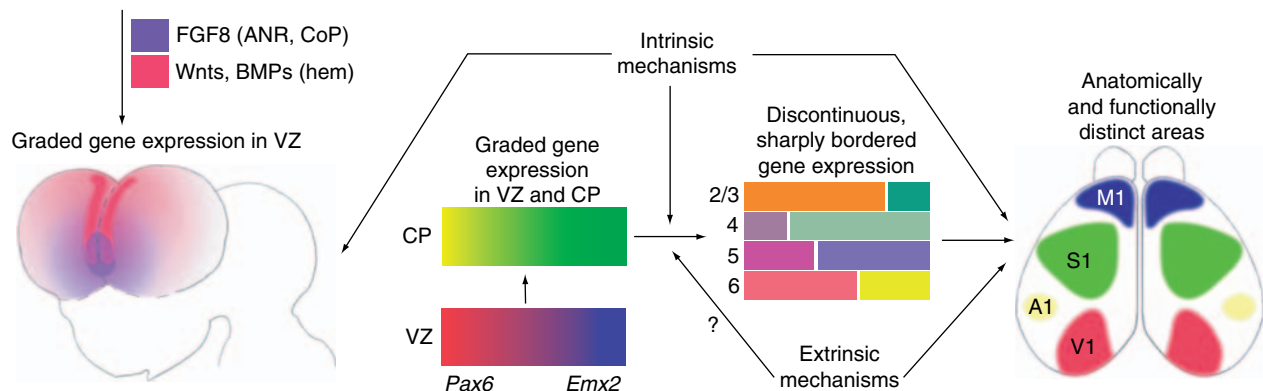 FGF8 (ANR, CoP)
Wnts, BMPs (hem)
Graded gene expression in VZ
Intrinsic
mechanisms
Graded gene
expression
in VZ and CP
CP
VZ
Pax6
Emx2
Discontinuous,
sharply bordered
gene expression
2/3
4
5
6
?
Extrinsic
mechanisms
Anatomically
and functionally
distinct areas
M1
S1
A1
V1